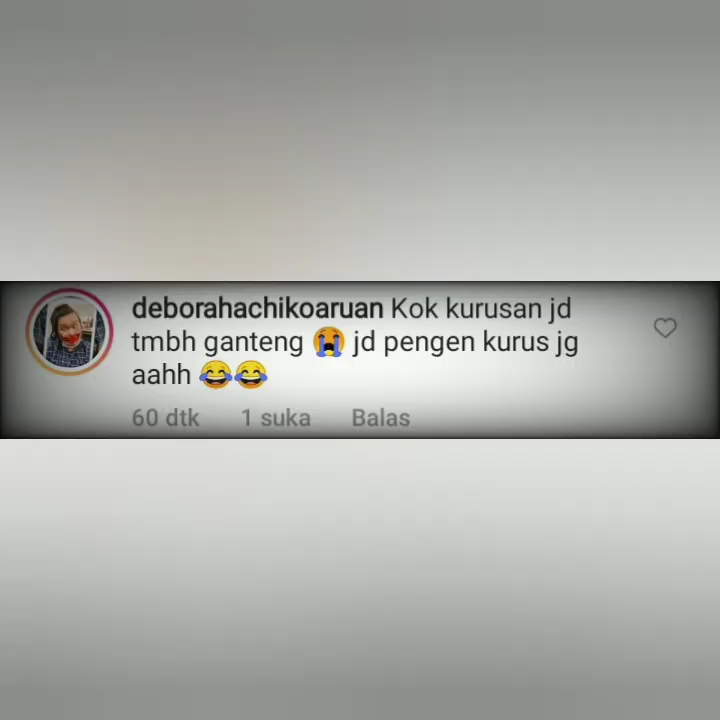 deborahachikoaruan Kok kurusan jd
tmbh ganteng 😭 jd pengen kurus jg
aahh 😂😂
60 dtk 1 suka Balas